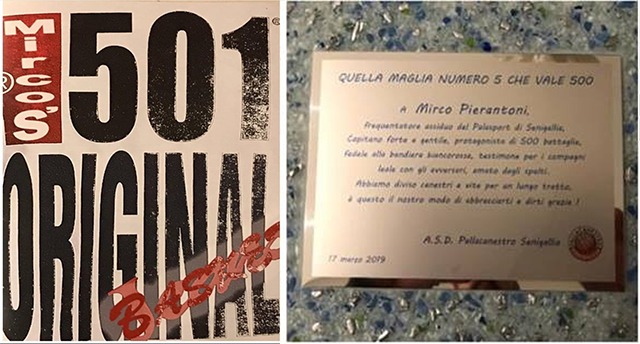 Mirco's
®
501
®
ORIGINAL
BASKET
QUELLA MAGLIA NUMERO 5 CHE VALE 500
A Mirco Pierantoni,
frequentatore assiduo del Palasport di Senigallia,
Capitano forte e gentile, protagonista di 500 battaglie,
fedele alla bandiera biancorossa, testimone per i compagni
leale con gli avversari, amato dagli spalti.
Abbiamo diviso canestri e vita per un lungo tratto,
è questo il nostro modo di abbracciarti e dirti grazie !
A.S.D. Pallacanestro Senigallia
17 marzo 2019